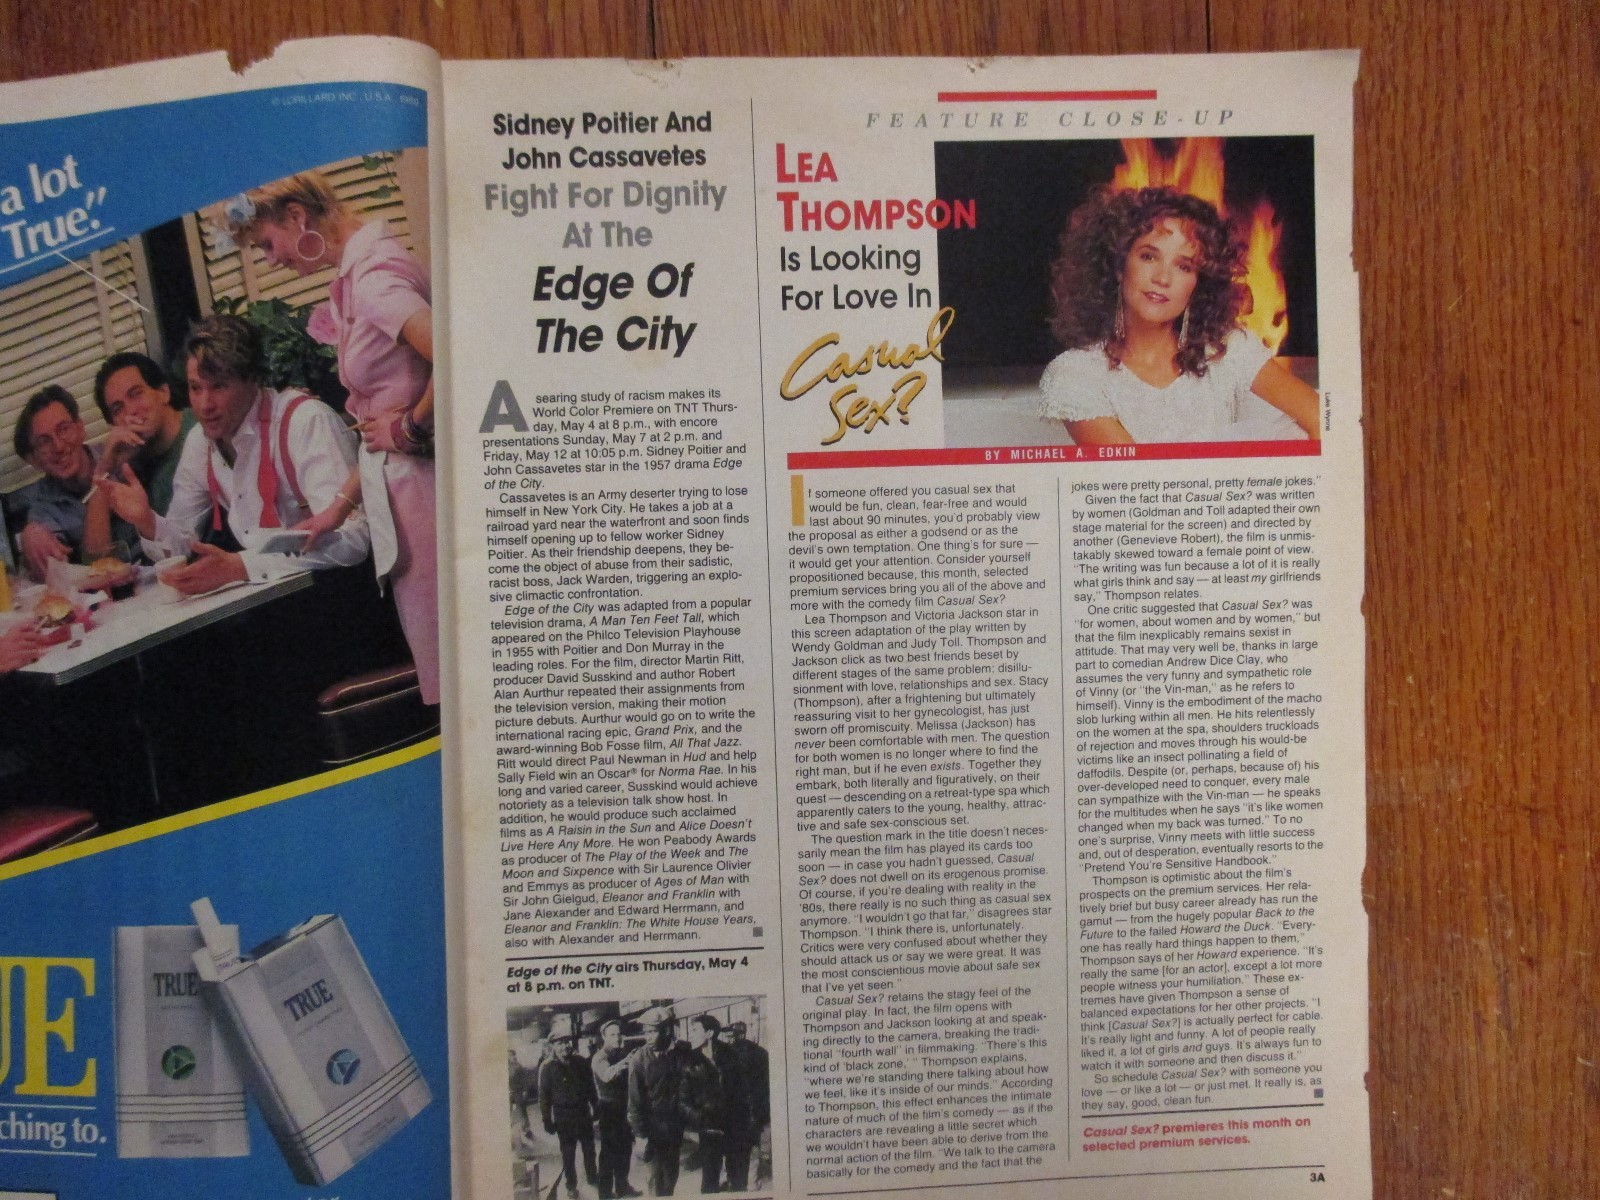 © LORILLARD INC., U.S.A. 1989
a lot
True."
UE
TRUE
TRUE
ching to.
Sidney Poitier And
John Cassavetes
Fight For Dignity
At The
Edge Of
The City
A searing study of racism makes its
World Color Premiere on TNT Thurs-
day, May 4 at 8 p.m., with encore
presentations Sunday, May 7 at 2 p.m. and
Friday, May 12 at 10:05 p.m. Sidney Poitier and
John Cassavetes star in the 1957 drama Edge
of the City.
Cassavetes is an Army deserter trying to lose
himself in New York City. He takes a job at a
railroad yard near the waterfront and soon finds
himself opening up to fellow worker Sidney
Poitier. As their friendship deepens, they be-
come the object of abuse from their sadistic,
racist boss, Jack Warden, triggering an explo-
sive climactic confrontation.
Edge of the City was adapted from a popular
television drama, A Man Ten Feet Tall, which
appeared on the Philco Television Playhouse
in 1955 with Poitier and Don Murray in the
leading roles. For the film, director Martin Ritt,
producer David Susskind and author Robert
Alan Aurthur repeated their assignments from
the television version, making their motion
picture debuts. Aurthur would go on to write the
international racing epic, Grand Prix, and the
award-winning Bob Fosse film, All That Jazz.
Ritt would direct Paul Newman in Hud and help
Sally Field win an Oscar® for Norma Rae. In his
long and varied career, Susskind would achieve
notoriety as a television talk show host. In
addition, he would produce such acclaimed
films as A Raisin in the Sun and Alice Doesn't
Live Here Any More. He won Peabody Awards
as producer of The Play of the Week and The
Moon and Sixpence with Sir Laurence Olivier
and Emmys as producer of Ages of Man with
Sir John Gielgud, Eleanor and Franklin with
Jane Alexander and Edward Herrmann, and
Eleanor and Franklin: The White House Years,
also with Alexander and Herrmann.
Edge of the City airs Thursday, May 4
at 8 p.m. on TNT.
FEATURE CLOSE-UP
LEA
THOMPSON
Is Looking
For Love In
Casual
Sex?
Luke Wynne
BY MICHAEL A. EDKIN
If someone offered you casual sex that
would be fun, clean, fear-free and would
last about 90 minutes, you'd probably view
the proposal as either a godsend or as the
devil's own temptation. One thing's for sure —
it would get your attention. Consider yourself
propositioned because, this month, selected
premium services bring you all of the above and
more with the comedy film Casual Sex?
Lea Thompson and Victoria Jackson star in
this screen adaptation of the play written by
Wendy Goldman and Judy Toll. Thompson and
Jackson click as two best friends beset by
different stages of the same problem: disillu-
sionment with love, relationships and sex. Stacy
(Thompson), after a frightening but ultimately
reassuring visit to her gynecologist, has just
sworn off promiscuity. Melissa (Jackson) has
never been comfortable with men. The question
for both women is no longer where to find the
right man, but if he even exists. Together they
embark, both literally and figuratively, on their
quest — descending on a retreat-type spa which
apparently caters to the young, healthy, attrac-
tive and safe sex-conscious set.
The question mark in the title doesn't neces-
sarily mean the film has played its cards too
soon — in case you hadn't guessed, Casual
Sex? does not dwell on its erogenous promise.
Of course, if you're dealing with reality in the
'80s, there really is no such thing as casual sex
anymore. "I wouldn't go that far," disagrees star
Thompson. "I think there is, unfortunately.
Critics were very confused about whether they
should attack us or say we were great. It was
the most conscientious movie about safe sex
that I've yet seen."
Casual Sex? retains the stagy feel of the
original play. In fact, the film opens with
Thompson and Jackson looking at and speak-
ing directly to the camera, breaking the tradi-
tional "fourth wall" in filmmaking. "There's this
kind of 'black zone,' " Thompson explains,
"where we're standing there talking about how
we feel, like it's inside of our minds." According
to Thompson, this effect enhances the intimate
nature of much of the film's comedy — as if the
characters are revealing a little secret which
we wouldn't have been able to derive from the
normal action of the film. "We talk to the camera
basically for the comedy and the fact that the
jokes were pretty personal, pretty female jokes."
Given the fact that Casual Sex? was written
by women (Goldman and Toll adapted their own
stage material for the screen) and directed by
another (Genevieve Robert), the film is unmis-
takably skewed toward a female point of view.
"The writing was fun because a lot of it is really
what girls think and say — at least my girlfriends
say," Thompson relates.
One critic suggested that Casual Sex? was
"for women, about women and by women," but
that the film inexplicably remains sexist in
attitude. That may very well be, thanks in large
part to comedian Andrew Dice Clay, who
assumes the very funny and sympathetic role
of Vinny (or "the Vin-man," as he refers to
himself). Vinny is the embodiment of the macho
slob lurking within all men. He hits relentlessly
on the women at the spa, shoulders truckloads
of rejection and moves through his would-be
victims like an insect pollinating a field of
daffodils. Despite (or, perhaps, because of) his
over-developed need to conquer, every male
can sympathize with the Vin-man — he speaks
for the multitudes when he says "it's like women
changed when my back was turned." To no
one's surprise, Vinny meets with little success
and, out of desperation, eventually resorts to the
"Pretend You're Sensitive Handbook."
Thompson is optimistic about the film's
prospects on the premium services. Her rela-
tively brief but busy career already has run the
gamut — from the hugely popular Back to the
Future to the failed Howard the Duck. "Every-
one has really hard things happen to them,"
Thompson says of her Howard experience. "It's
really the same [for an actor], except a lot more
people witness your humiliation." These ex-
tremes have given Thompson a sense of
balanced expectations for her other projects. "I
think [Casual Sex?] is actually perfect for cable.
It's really light and funny. A lot of people really
liked it, a lot of girls and guys. It's always fun to
watch it with someone and then discuss it."
So schedule Casual Sex? with someone you
love — or like a lot — or just met. It really is, as
they say, good, clean fun.
Casual Sex? premieres this month on
selected premium services.
3A